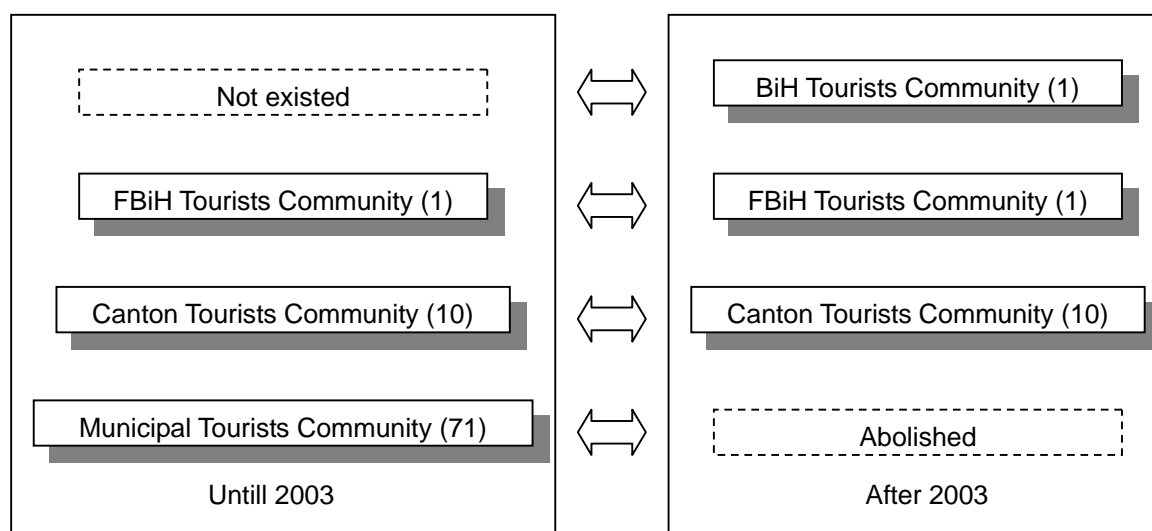 Not existed
FBiH Tourists Community (1)
Canton Tourists Community (10)
Municipal Tourists Community (71)
Untill 2003
BiH Tourists Community (1)
FBiH Tourists Community (1)
Canton Tourists Community (10)
Abolished
After 2003